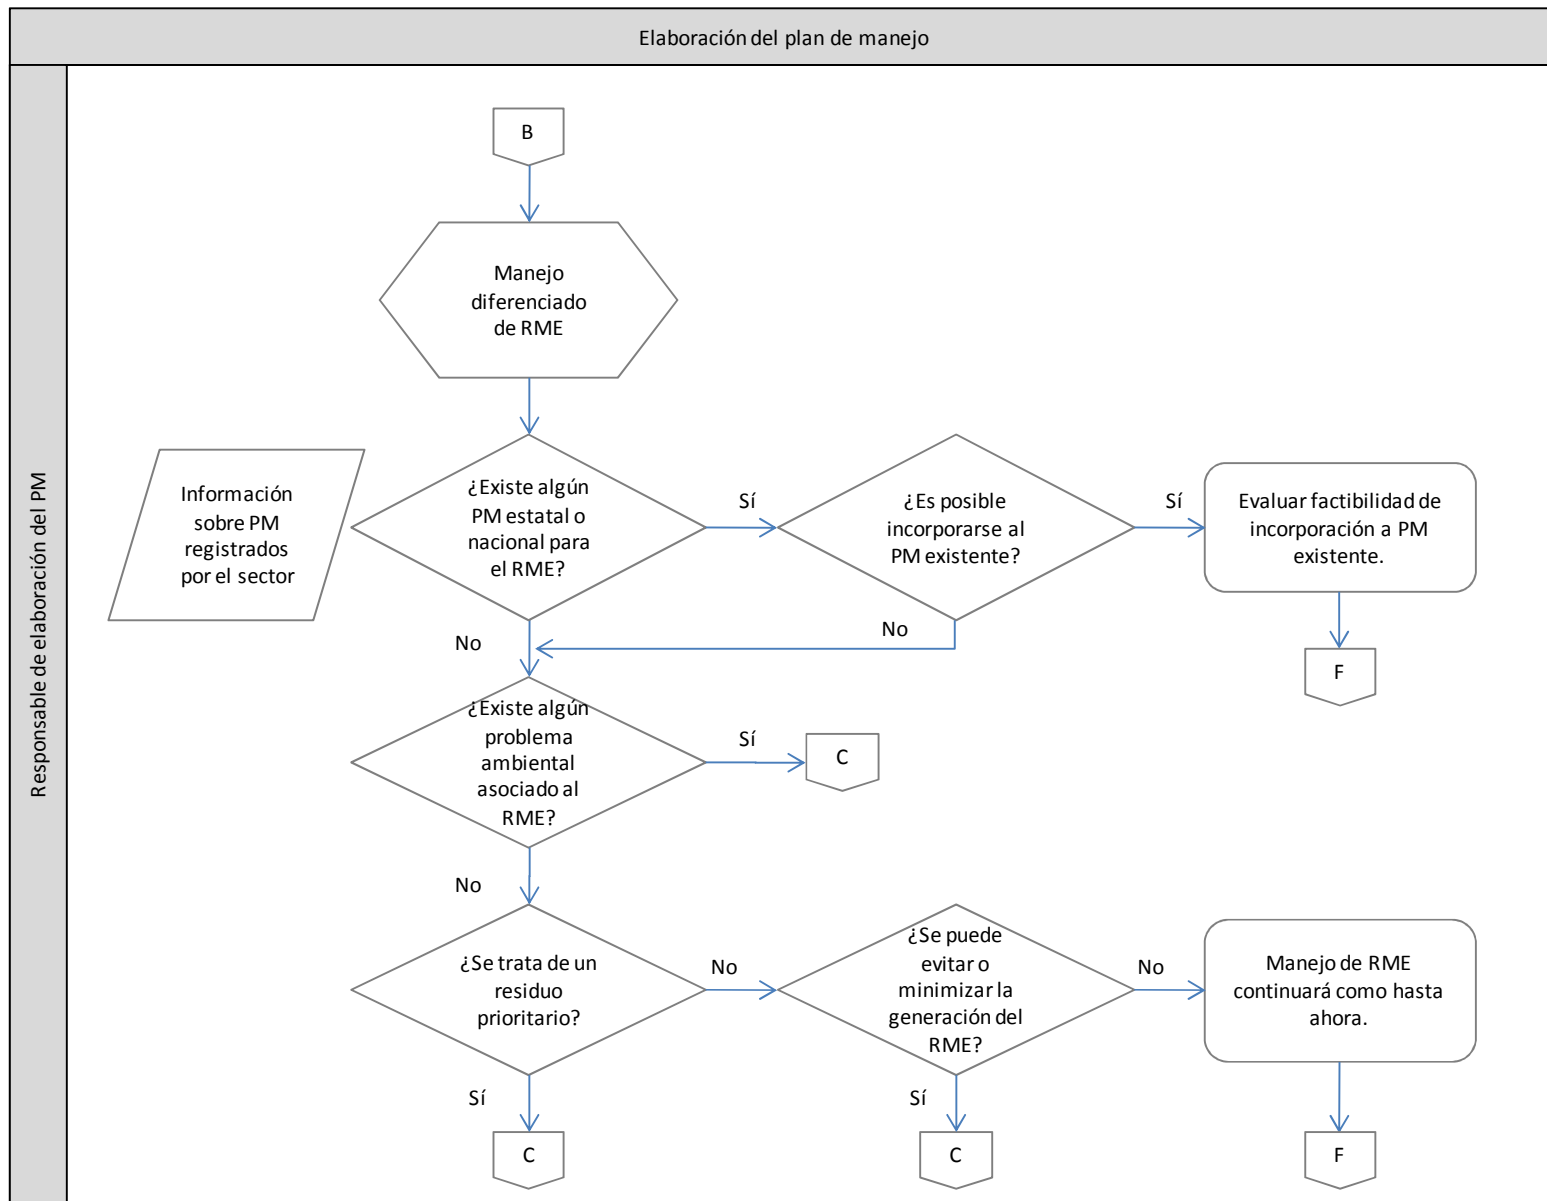 Elaboración del plan de manejo
Responsable de elaboración del PM
B
Manejo
diferenciado
de RME
Información
sobre PM
registrados
por el sector
¿Existe algún
PM estatal o
nacional para
el RME?
Sí
¿Es posible
incorporarse al
PM existente?
Sí
Evaluar factibilidad de
incorporación a PM
existente.
No
No
F
¿Existe algún
problema
ambiental
asociado al
RME?
Sí
C
No
¿Se trata de un
residuo
prioritario?
No
¿Se puede
evitar o
minimizar la
generación del
RME?
No
Manejo de RME
continuará como hasta
ahora.
Sí
Sí
C
C
F